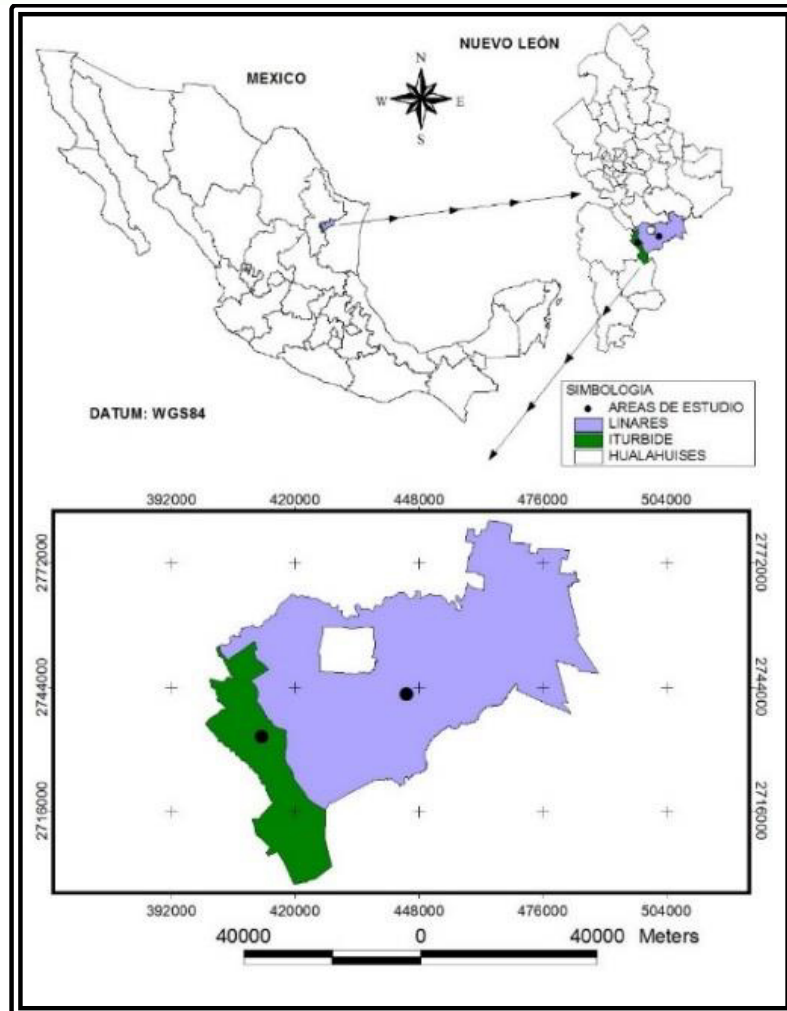 NUEVO LEÓN
MEXICO
N
W E
S
DATUM: WGS84
SIMBOLOGIA
AREAS DE ESTUDIO
LINARES
ITURBIDE
HUALAHUISES
392000 420000 448000 476000 504000
2772000 2772000
2744000 2744000
2716000 2716000
392000 420000 448000 476000 504000
40000 0 40000 Meters